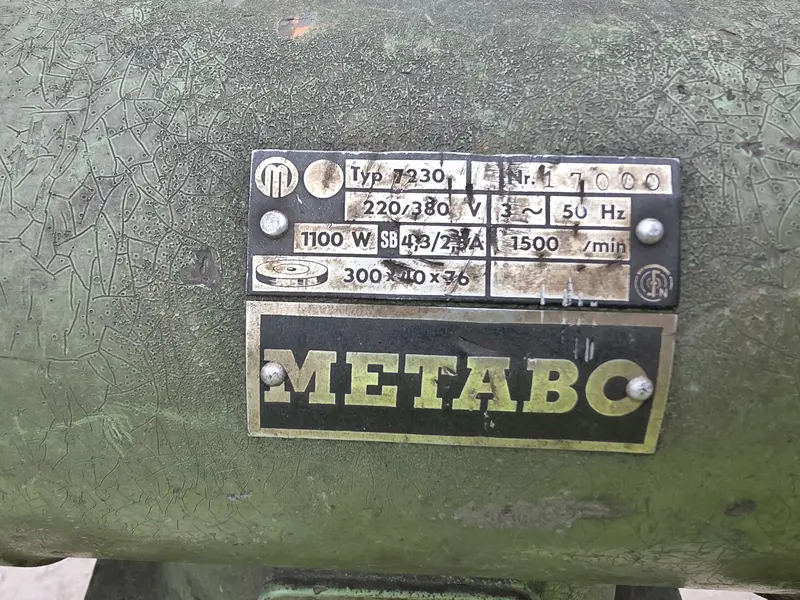 M Typ 7230 Nr. 17000
220/380 V 3 ~ 50 Hz
1100 W SB 4,3/2,5A 1500 /min
300 x 40 x 76
METABO